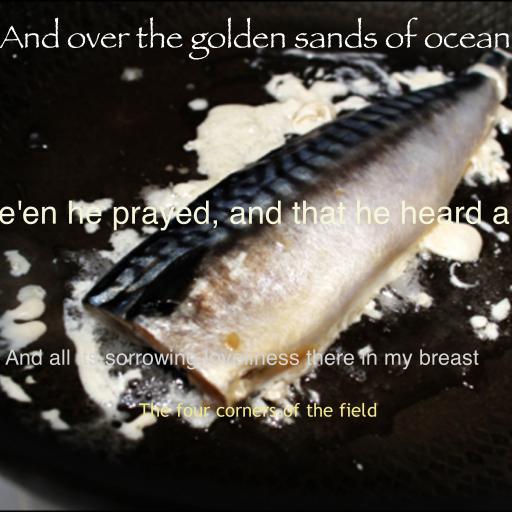 And over the golden sands of ocean
e'en he prayed, and that he heard a
And all is sorrowing loveliness there in my breast
The four corners of the field